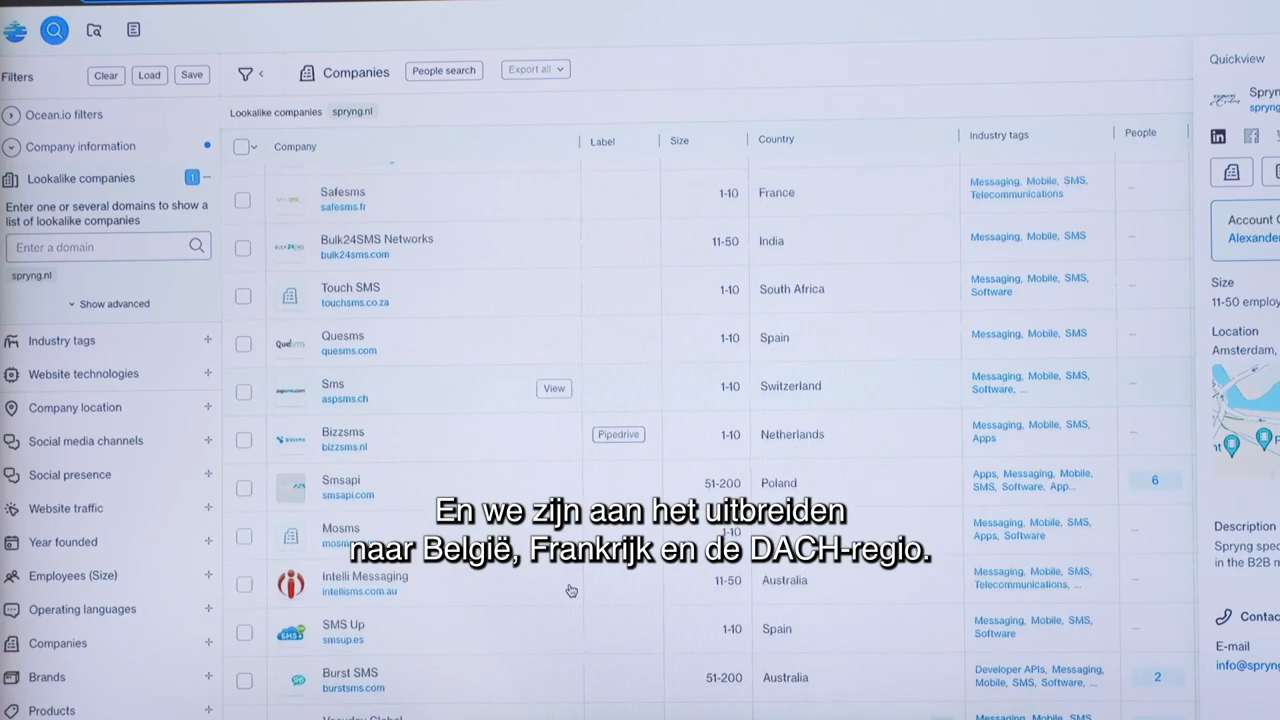 Filters
Clear
Load
Save
Companies
People search
Export all
Quickview
Ocean.io filters
Company information
Lookalike companies
1
Enter one or several domains to show a
list of lookalike companies
Enter a domain
spryng.nl
Show advanced
Industry tags
Website technologies
Company location
Social media channels
Social presence
Website traffic
Year founded
Employees (Size)
Operating languages
Companies
Brands
Products
Lookalike companies spryng.nl
Company Label Size Country Industry tags People
Safesms
safesms.fr
1-10 France
Messaging, Mobile, SMS,
Telecommunications
Bulk24SMS Networks
bulk24sms.com
11-50 India
Messaging, Mobile, SMS
Touch SMS
touchsms.co.za
1-10 South Africa
Messaging, Mobile, SMS,
Software
Quesms
quesms.com
1-10 Spain
Messaging, Mobile, SMS
Sms
aspsms.ch
View
1-10 Switzerland
Messaging, Mobile, SMS,
Software, ...
Bizzsms
bizzsms.nl
Pipedrive
1-10 Netherlands
Messaging, Mobile, SMS,
Apps
Smsapi
smsapi.com
51-200 Poland
Apps, Messaging, Mobile,
SMS, Software, App...
6
Mosms
1-10
Messaging, Mobile, SMS,
Apps, Software
Intelli Messaging
intellisms.com.au
11-50 Australia
Messaging, Mobile, SMS,
Telecommunications, ...
SMS Up
smsup.es
1-10 Spain
Messaging, Mobile, SMS,
Software
Burst SMS
burstsms.com
51-200 Australia
Developer APIs, Messaging,
Mobile, SMS, Software, ...
2
Messaging, Mobile, SMS,
En we zijn aan het uitbreiden
naar België, Frankrijk en de DACH-regio.
Spryn
spryng
Account
Alexande
Size
11-50 employ
Location
Amsterdam,
Description
Spryng spec
in the B2B m
Contac
E-mail
info@spryng